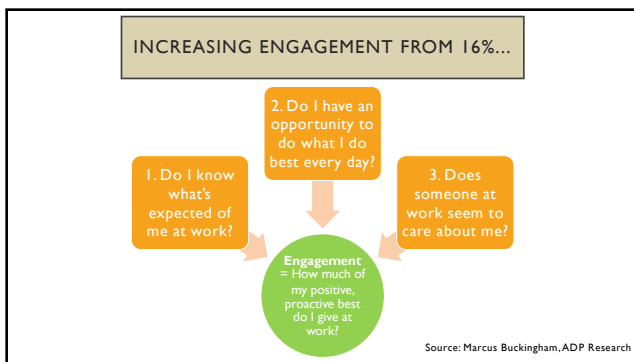 INCREASING ENGAGEMENT FROM 16%...
1. Do I know
what's
expected of
me at work?
2. Do I have an
opportunity to
do what I do
best every day?
3. Does
someone at
work seem to
care about me?
Engagement
= How much of
my positive,
proactive best
do I give at
work?
Source: Marcus Buckingham, ADP Research